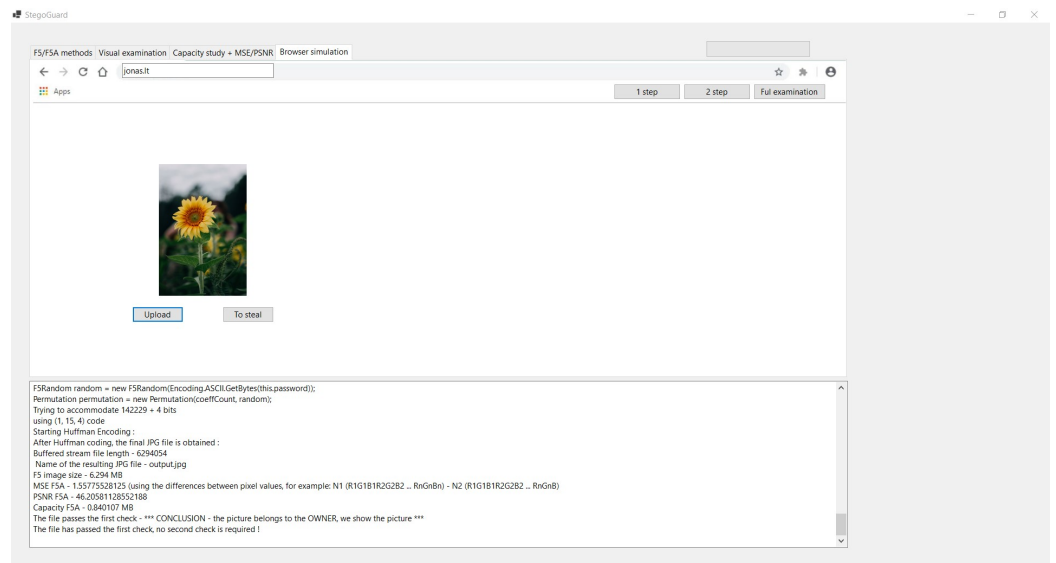 StegoGuard
F5/F5A methods Visual examination Capacity study + MSE/PSNR Browser simulation
jonas.lt
Apps
1 step 2 step Ful examination
Upload To steal
F5Random random = new F5Random(Encoding.ASCII.GetBytes(this.password));
Permutation permutation = new Permutation(coeffCount, random);
Trying to accommodate 142229 + 4 bits
using (1, 15, 4) code
Starting Huffman Encoding :
After Huffman coding, the final JPG file is obtained :
Buffered stream file length - 6294054
Name of the resulting JPG file - output.jpg
F5 image size - 6.294 MB
MSE F5A - 1.55775528125 (using the differences between pixel values, for example: N1 (R1G1B1R2G2B2 ... RnGnBn) - N2 (R1G1B1R2G2B2 ... RnGnB)
PSNR F5A - 46.20581128552188
Capacity F5A - 0.840107 MB
The file passes the first check - *** CONCLUSION - the picture belongs to the OWNER, we show the picture ***
The file has passed the first check, no second check is required !